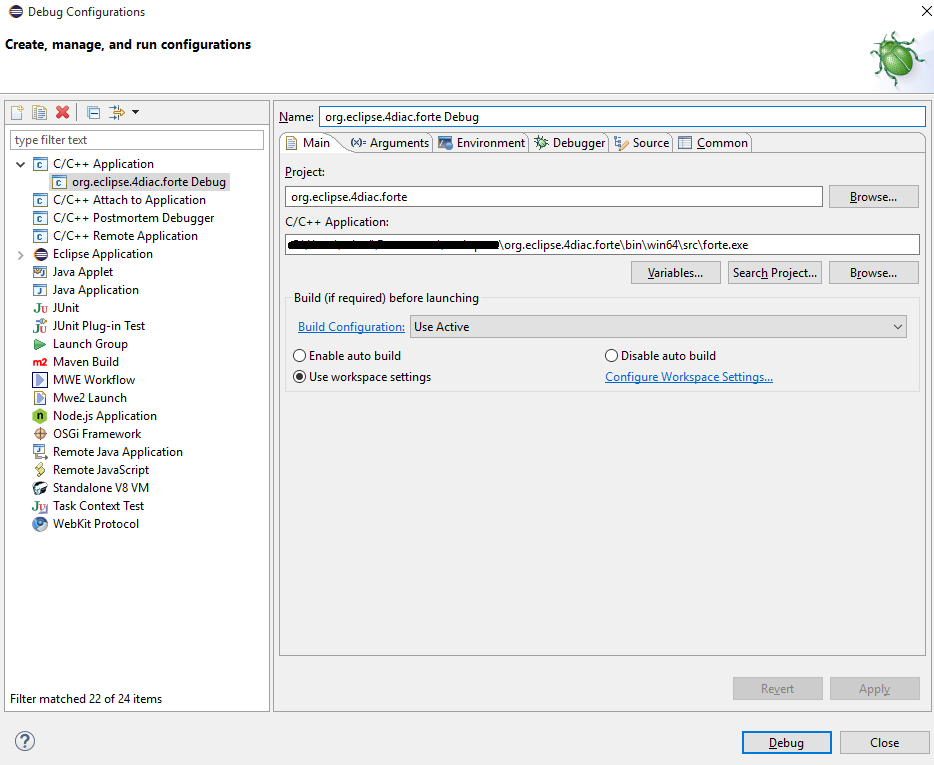 Debug Configurations
Create, manage, and run configurations
type filter text
C/C++ Application
org.eclipse.4diac.forte Debug
C/C++ Attach to Application
C/C++ Postmortem Debugger
C/C++ Remote Application
Eclipse Application
Java Applet
Java Application
Ju JUnit
JUnit Plug-in Test
Launch Group
m2 Maven Build
MWE Workflow
Mwe2 Launch
Node.js Application
OSGi Framework
Remote Java Application
Remote JavaScript
Standalone V8 VM
Task Context Test
WebKit Protocol
Filter matched 22 of 24 items
Name: org.eclipse.4diac.forte Debug
Main (x)= Arguments Environment Debugger Source Common
Project:
org.eclipse.4diac.forte
Browse...
C/C++ Application:
\org.eclipse.4diac.forte\bin\win64\src\forte.exe
Variables... Search Project... Browse...
Build (if required) before launching
Build Configuration: Use Active
Enable auto build Disable auto build
Use workspace settings Configure Workspace Settings...
Revert Apply
? Debug Close